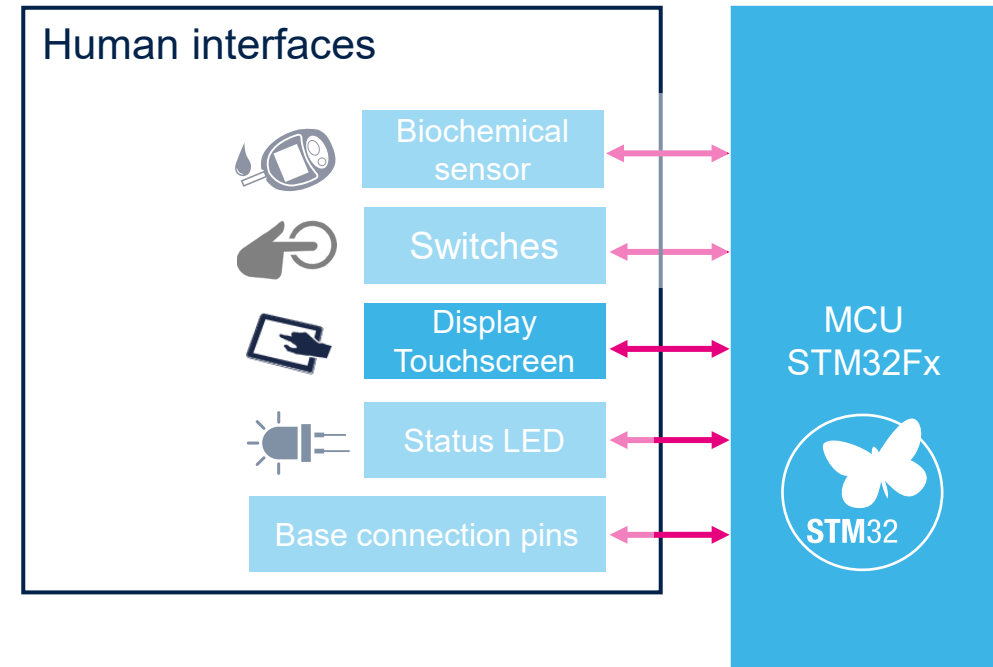 Human interfaces
Biochemical
sensor
Switches
Display
Touchscreen
Status LED
Base connection pins
MCU
STM32Fx
STM32